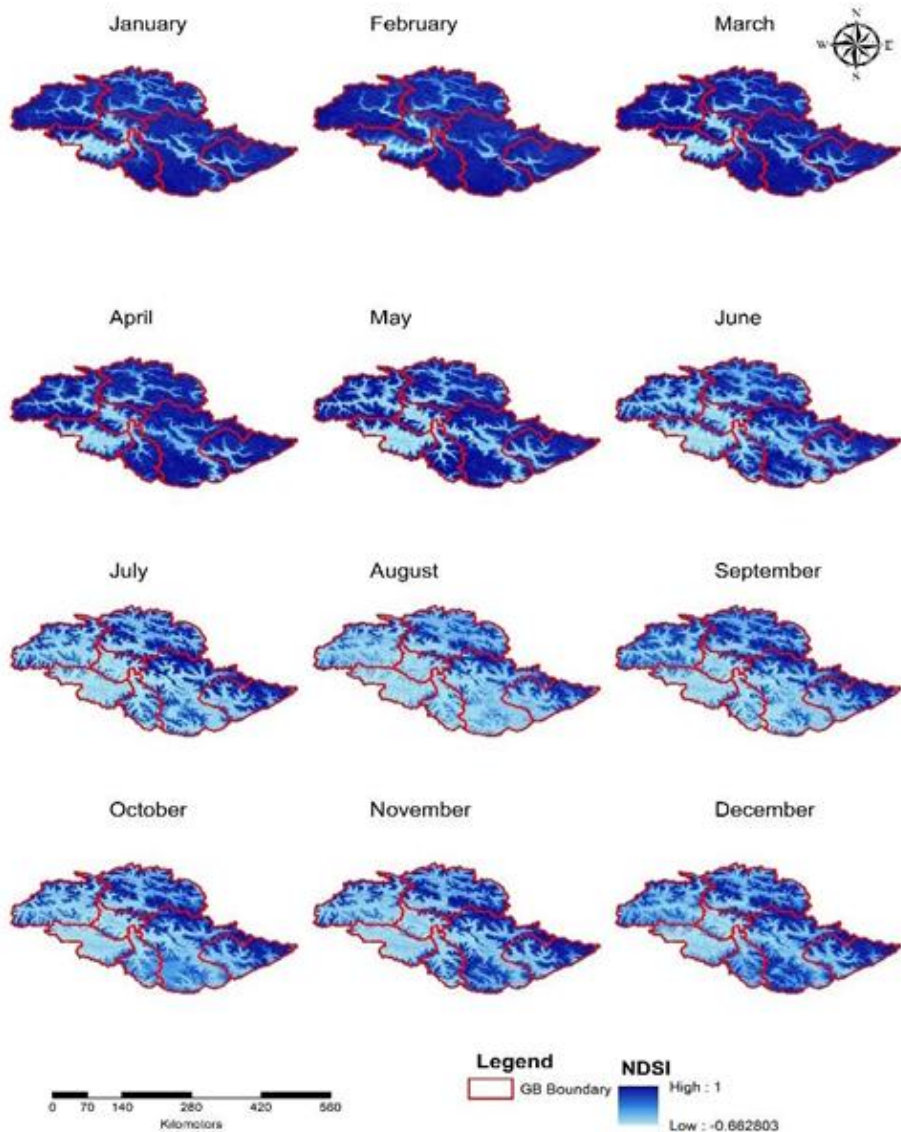 January February March
N
W E
S
April May June
July August September
October November December
Legend
GB Boundary
NDSI
High : 1
Low : -0.662803
0 70 140 280 420 560
Kilomolors